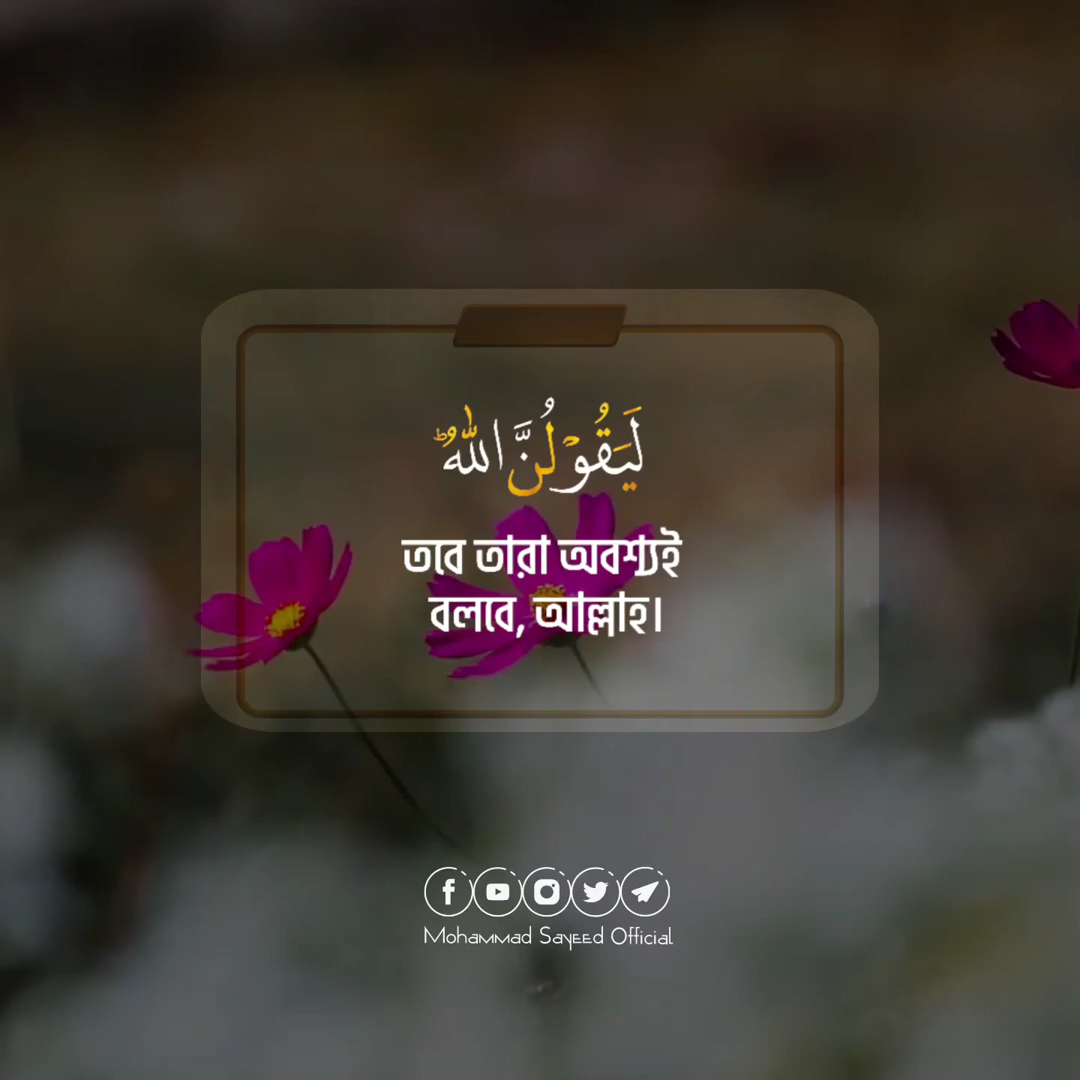 لَيَقُوۡلُنَّ اللّٰهُ ؕ
তবে তারা অবশ্যই
বলবে, আল্লাহ।
Mohammad Sayeed Official